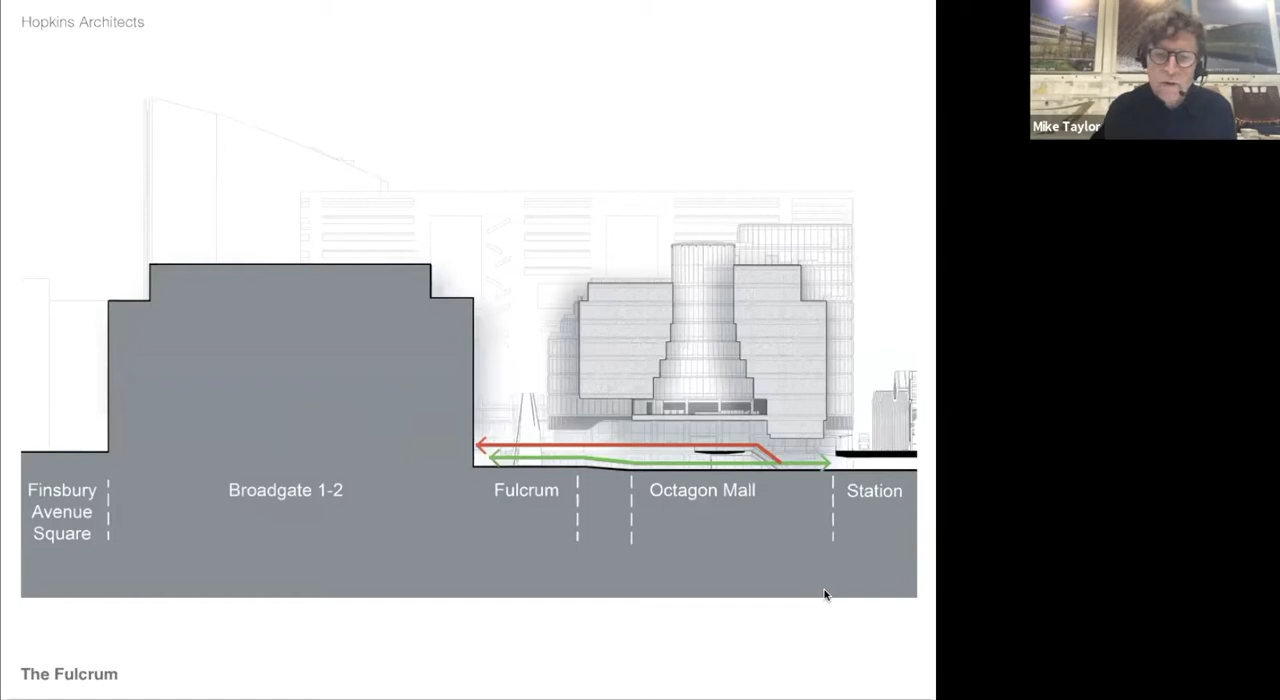 Hopkins Architects
Mike Taylor
Finsbury
Avenue
Square
Broadgate 1-2
Fulcrum
Octagon Mall
Station
The Fulcrum